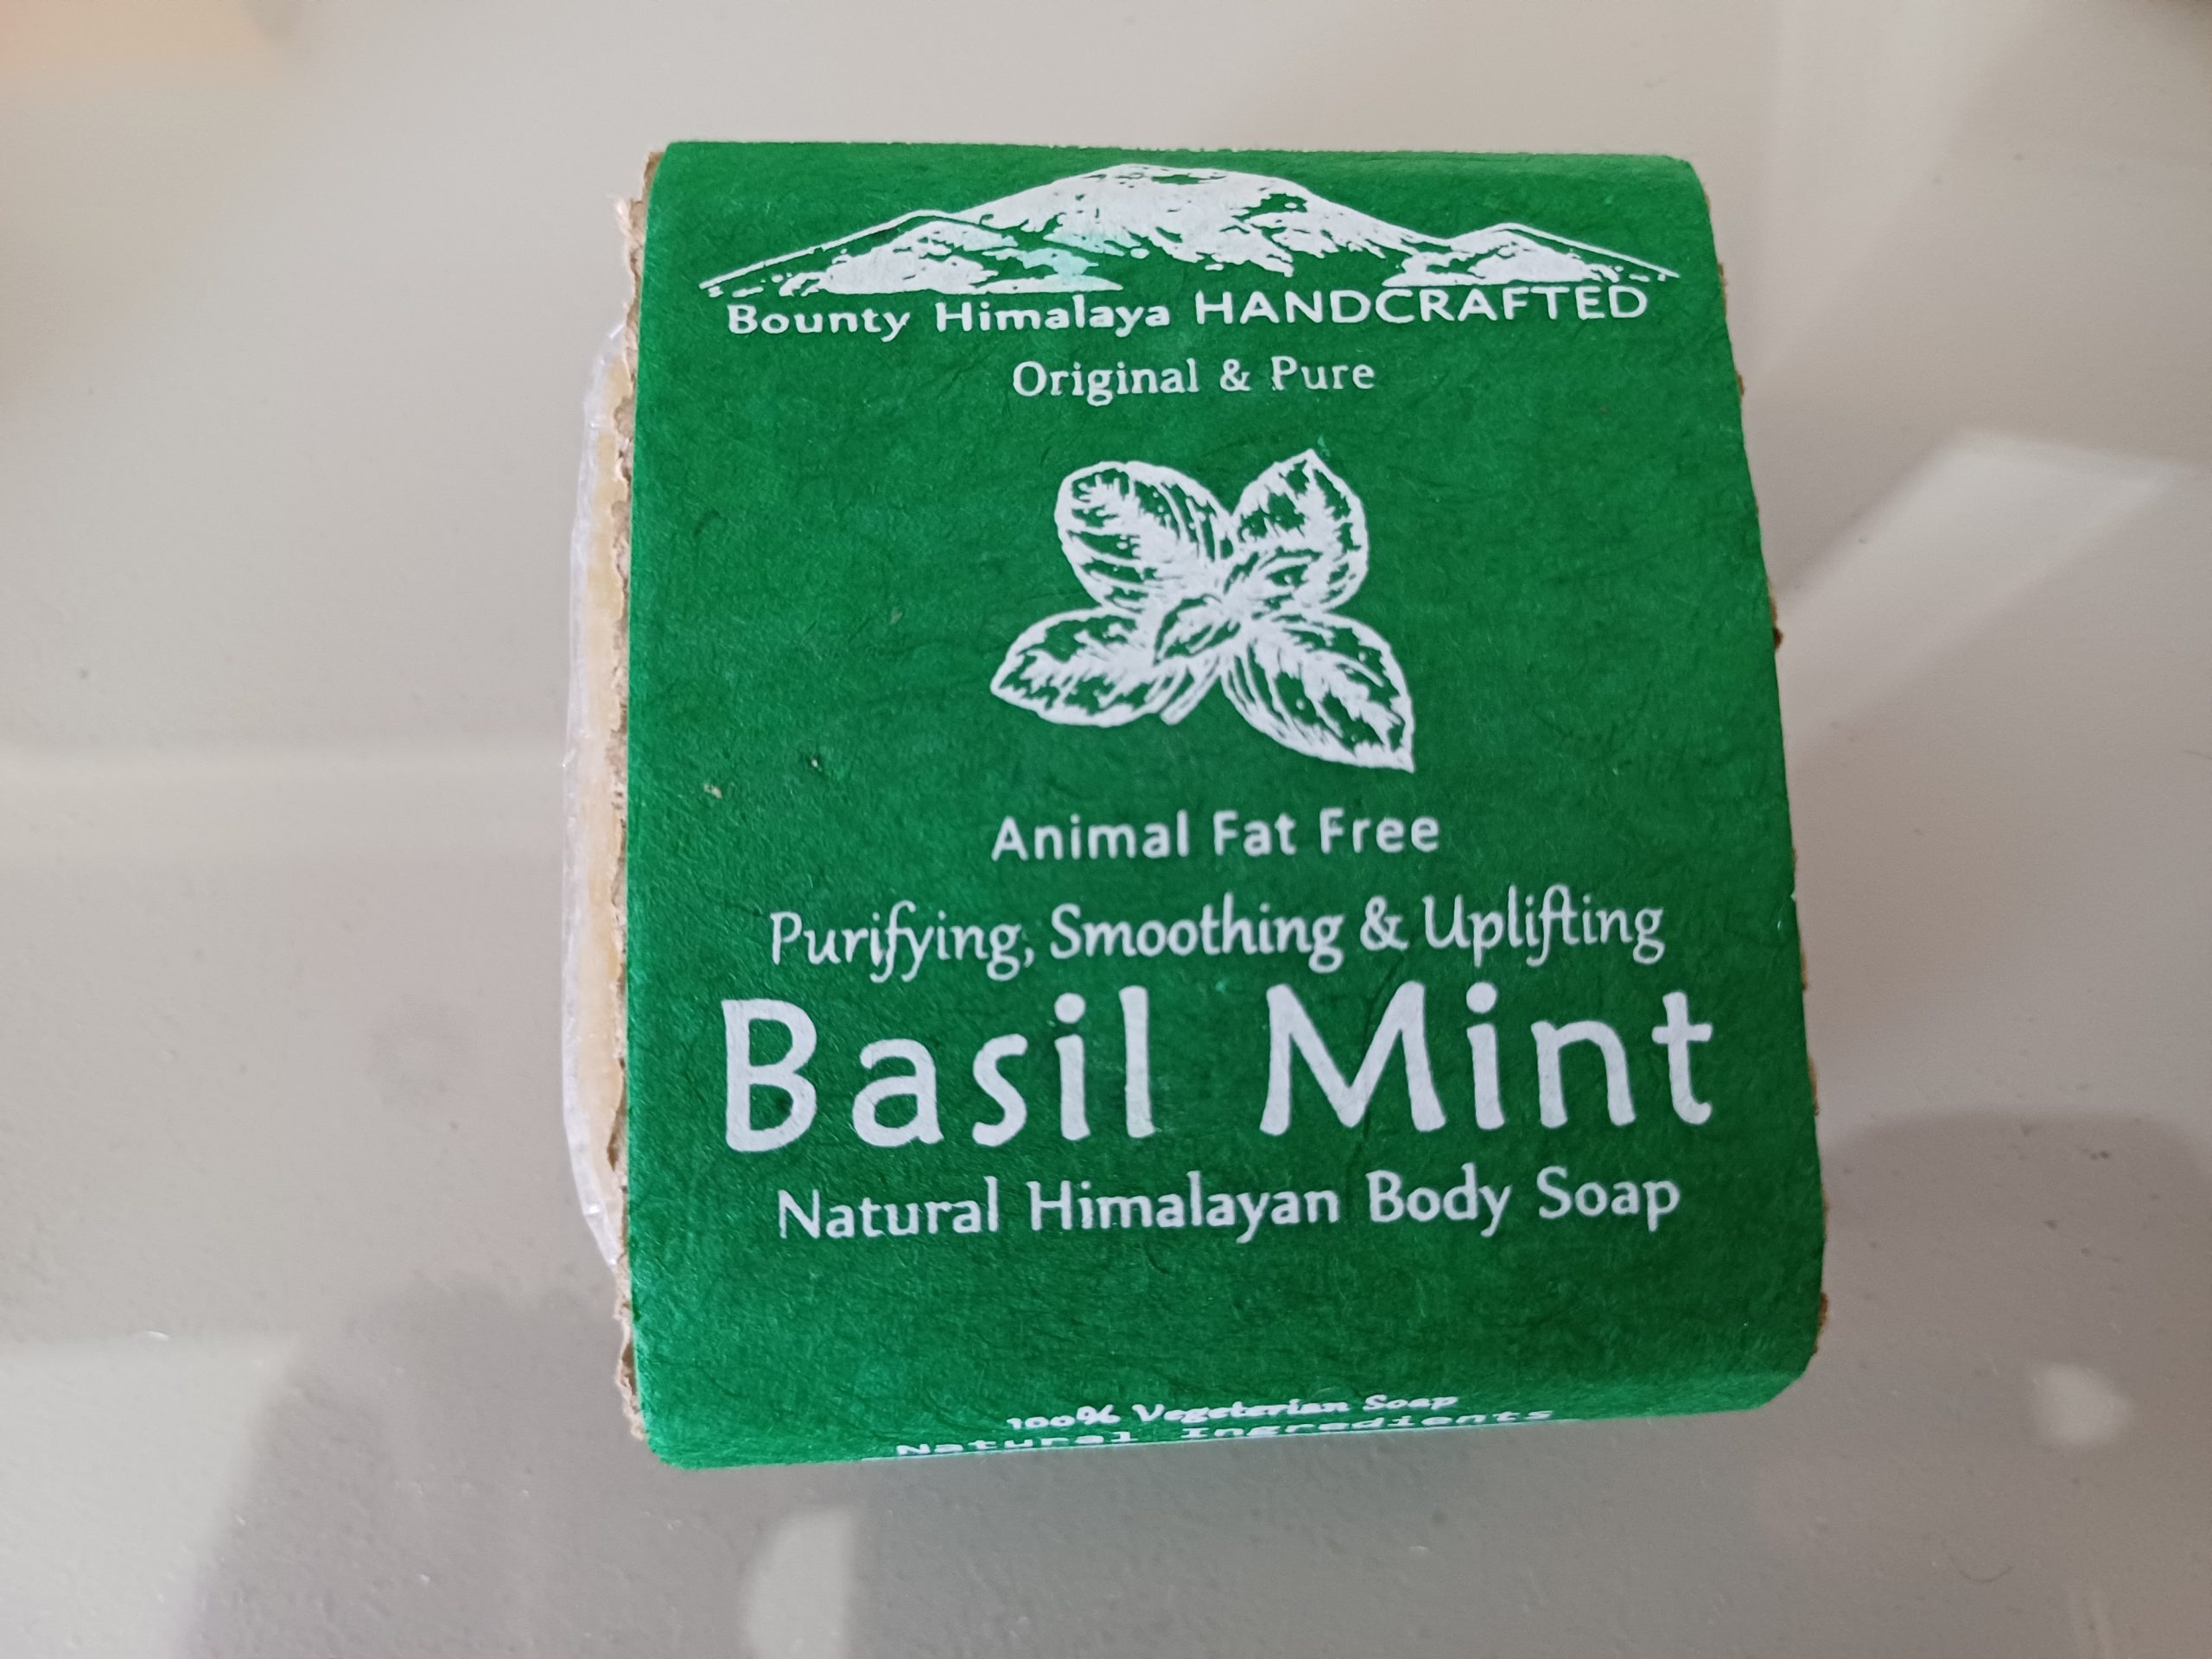 Bounty Himalaya HANDCRAFTED
Original & Pure
Animal Fat Free
Purifying, Smoothing & Uplifting
Basil Mint
Natural Himalayan Body Soap
100% Vegetarian Soap
Natural Ingredients